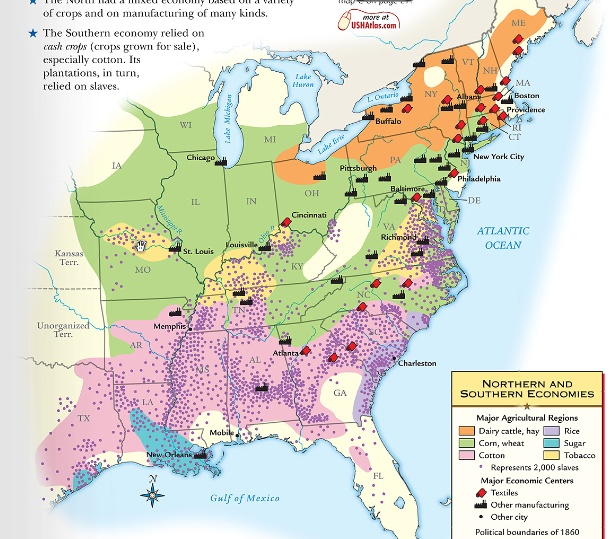 ★ The North had a mixed economy based on a variety
of crops and on manufacturing of many kinds.
★ The Southern economy relied on
cash crops (crops grown for sale),
especially cotton. Its
plantations, in turn,
relied on slaves.
more at
USHAtlas.com
ME
Lake
Huron
VT
NH
L. Ontario
NY
MA
Albany
Boston
Buffalo
Providence
WI
Lake Michigan
MI
Lake Erie
RI
CT
IA
Chicago
PA
New York City
Pittsburgh
NJ
OH
Philadelphia
IL
IN
Baltimore
DE
Cincinnati
VA
ATLANTIC
OCEAN
Kansas
Terr.
St. Louis
Louisville
Richmond
MO
KY
Unorganized
Terr.
NC
TN
Memphis
AR
SC
Atlanta
Charleston
MS
AL
GA
TX
LA
Mobile
New Orleans
FL
N
Gulf of Mexico
NORTHERN AND
SOUTHERN ECONOMIES
Major Agricultural Regions
Dairy cattle, hay
Rice
Corn, wheat
Sugar
Cotton
Tobacco
Represents 2,000 slaves
Major Economic Centers
Textiles
Other manufacturing
Other city
Political boundaries of 1860